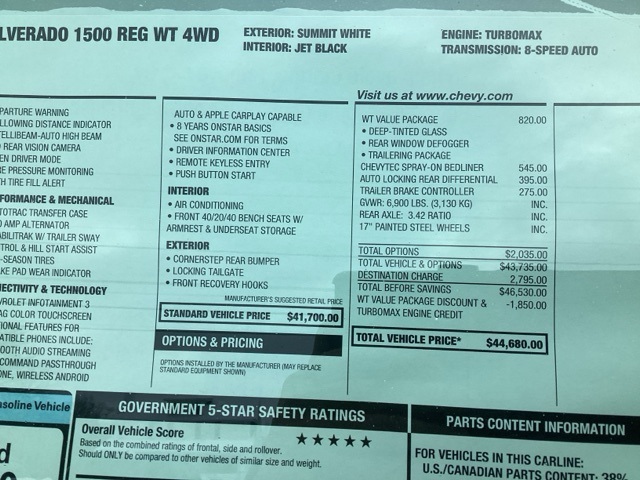 LVERADO 1500 REG WT 4WD
EXTERIOR: SUMMIT WHITE
INTERIOR: JET BLACK
ENGINE: TURBOMAX
TRANSMISSION: 8-SPEED AUTO
PARTURE WARNING
LLOWING DISTANCE INDICATOR
TELLIBEAM-AUTO HIGH BEAM
REAR VISION CAMERA
EN DRIVER MODE
RE PRESSURE MONITORING
H TIRE FILL ALERT
FORMANCE & MECHANICAL
TOTRAC TRANSFER CASE
AMP ALTERNATOR
ABILITRAK W/ TRAILER SWAY
TROL & HILL START ASSIST
-SEASON TIRES
KE PAD WEAR INDICATOR
NECTIVITY & TECHNOLOGY
VROLET INFOTAINMENT 3
AG COLOR TOUCHSCREEN
IONAL FEATURES FOR
ATIBLE PHONES INCLUDE:
OOTH AUDIO STREAMING
COMMAND PASSTHROUGH
ONE, WIRELESS ANDROID
AUTO & APPLE CARPLAY CAPABLE
• 8 YEARS ONSTAR BASICS
SEE ONSTAR.COM FOR TERMS
• DRIVER INFORMATION CENTER
• REMOTE KEYLESS ENTRY
• PUSH BUTTON START
INTERIOR
• AIR CONDITIONING
• FRONT 40/20/40 BENCH SEATS W/
ARMREST & UNDERSEAT STORAGE
EXTERIOR
• CORNERSTEP REAR BUMPER
• LOCKING TAILGATE
• FRONT RECOVERY HOOKS
MANUFACTURER'S SUGGESTED RETAIL PRICE
STANDARD VEHICLE PRICE $41,700.00
OPTIONS & PRICING
OPTIONS INSTALLED BY THE MANUFACTURER (MAY REPLACE
STANDARD EQUIPMENT SHOWN)
Visit us at www.chevy.com
WT VALUE PACKAGE 820.00
• DEEP-TINTED GLASS
• REAR WINDOW DEFOGGER
• TRAILERING PACKAGE
CHEVYTEC SPRAY-ON BEDLINER 545.00
AUTO LOCKING REAR DIFFERENTIAL 395.00
TRAILER BRAKE CONTROLLER 275.00
GVWR: 6,900 LBS. (3,130 KG) INC.
REAR AXLE: 3.42 RATIO INC.
17" PAINTED STEEL WHEELS INC.
TOTAL OPTIONS $2,035.00
TOTAL VEHICLE & OPTIONS $43,735.00
DESTINATION CHARGE 2,795.00
TOTAL BEFORE SAVINGS $46,530.00
WT VALUE PACKAGE DISCOUNT & -1,850.00
TURBOMAX ENGINE CREDIT
TOTAL VEHICLE PRICE* $44,680.00
asoline Vehicle
d
GOVERNMENT 5-STAR SAFETY RATINGS
Overall Vehicle Score ★★★★★
Based on the combined ratings of frontal, side and rollover.
Should ONLY be compared to other vehicles of similar size and weight.
PARTS CONTENT INFORMATION
FOR VEHICLES IN THIS CARLINE:
U.S./CANADIAN PARTS CONTENT: 38%